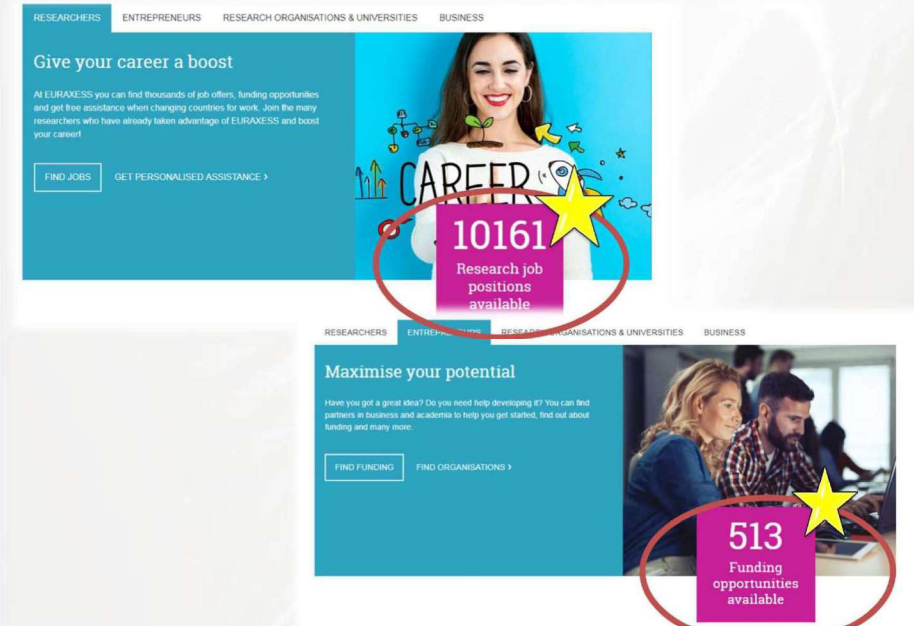 RESEARCHERS ENTREPRENEURS RESEARCH ORGANISATIONS & UNIVERSITIES BUSINESS
Give your career a boost
At EURAXESS you can find thousands of job offers, funding opportunities
and get free assistance when changing countries for work. Join the many
researchers who have already taken advantage of EURAXESS and boost
your career!
FIND JOBS GET PERSONALISED ASSISTANCE >
CAREER
10161
Research job
positions
available
RESEARCHERS ENTREPRENEURS RESEARCH ORGANISATIONS & UNIVERSITIES BUSINESS
Maximise your potential
Have you got a great idea? Do you need help developing it? You can find
partners in business and academia to help you get started, find out about
funding and many more.
FIND FUNDING FIND ORGANISATIONS >
513
Funding
opportunities
available